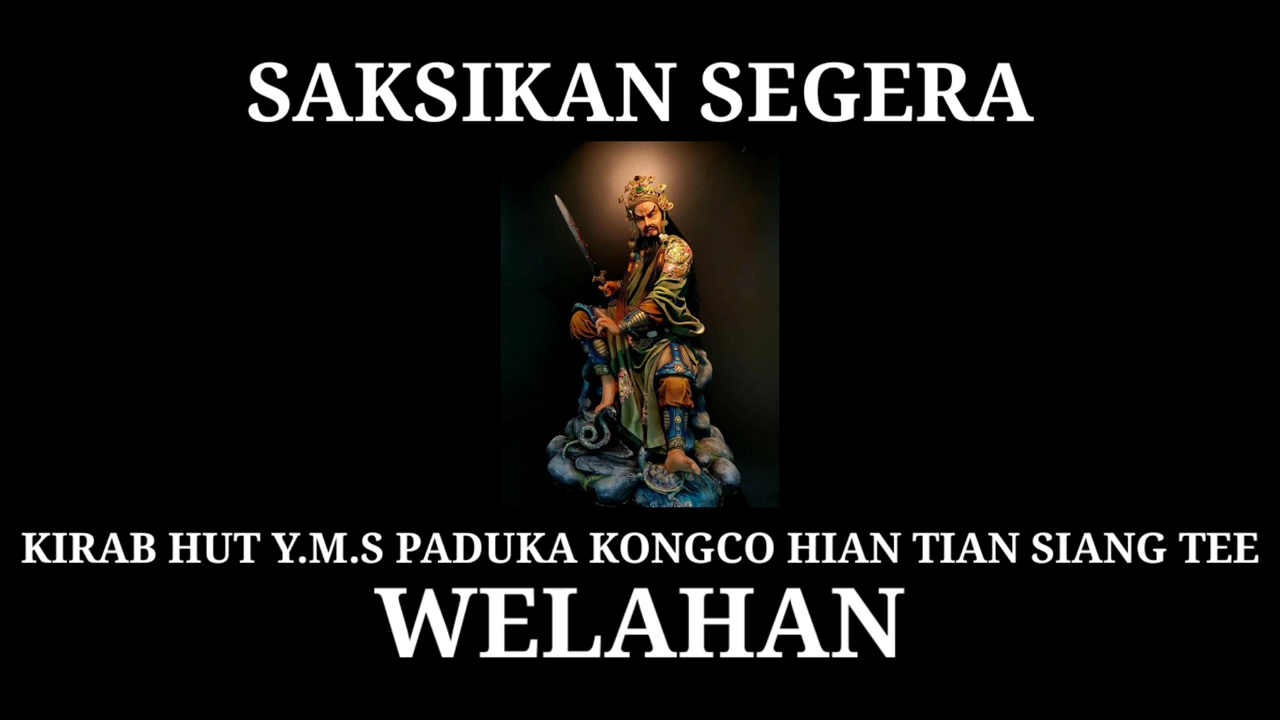 SAKSIKAN SEGERA
KIRAB HUT Y.M.S PADUKA KONGCO HIAN TIAN SIANG TEE
WELAHAN